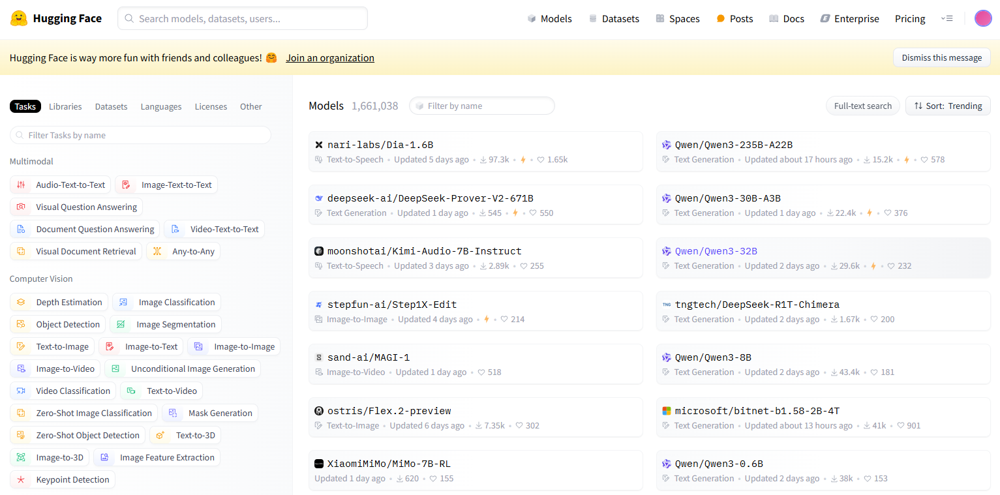 Hugging Face
Search models, datasets, users...
Models
Datasets
Spaces
Posts
Docs
Enterprise
Pricing
Hugging Face is way more fun with friends and colleagues! 🤗 Join an organization
Dismiss this message
Tasks Libraries Datasets Languages Licenses Other
Filter Tasks by name
Multimodal
Audio-Text-to-Text Image-Text-to-Text
Visual Question Answering
Document Question Answering Video-Text-to-Text
Visual Document Retrieval Any-to-Any
Computer Vision
Depth Estimation Image Classification
Object Detection Image Segmentation
Text-to-Image Image-to-Text Image-to-Image
Image-to-Video Unconditional Image Generation
Video Classification Text-to-Video
Zero-Shot Image Classification Mask Generation
Zero-Shot Object Detection Text-to-3D
Image-to-3D Image Feature Extraction
Keypoint Detection
Models 1,661,038
Filter by name
Full-text search
Sort: Trending
nari-labs/Dia-1.6B
Text-to-Speech • Updated 5 days ago • 97.3k • 1.65k
Qwen/Qwen3-235B-A22B
Text Generation • Updated about 17 hours ago • 15.2k • 578
deepseek-ai/DeepSeek-Prover-V2-671B
Text Generation • Updated 1 day ago • 545 • 550
Qwen/Qwen3-30B-A3B
Text Generation • Updated 1 day ago • 22.4k • 376
moonshotai/Kimi-Audio-7B-Instruct
Text-to-Speech • Updated 3 days ago • 2.89k • 255
Qwen/Qwen3-32B
Text Generation • Updated 2 days ago • 29.6k • 232
stepfun-ai/Step1X-Edit
Image-to-Image • Updated 4 days ago • 214
TNG tngtech/DeepSeek-R1T-Chimera
Text Generation • Updated 2 days ago • 1.67k • 200
sand-ai/MAGI-1
Image-to-Video • Updated 1 day ago • 518
Qwen/Qwen3-8B
Text Generation • Updated 2 days ago • 43.4k • 181
ostris/Flex.2-preview
Text-to-Image • Updated 6 days ago • 7.35k • 302
microsoft/bitnet-b1.58-2B-4T
Text Generation • Updated about 13 hours ago • 41k • 901
XiaomiMiMo/MiMo-7B-RL
Updated 1 day ago • 620 • 155
Qwen/Qwen3-0.6B
Text Generation • Updated 2 days ago • 38k • 153